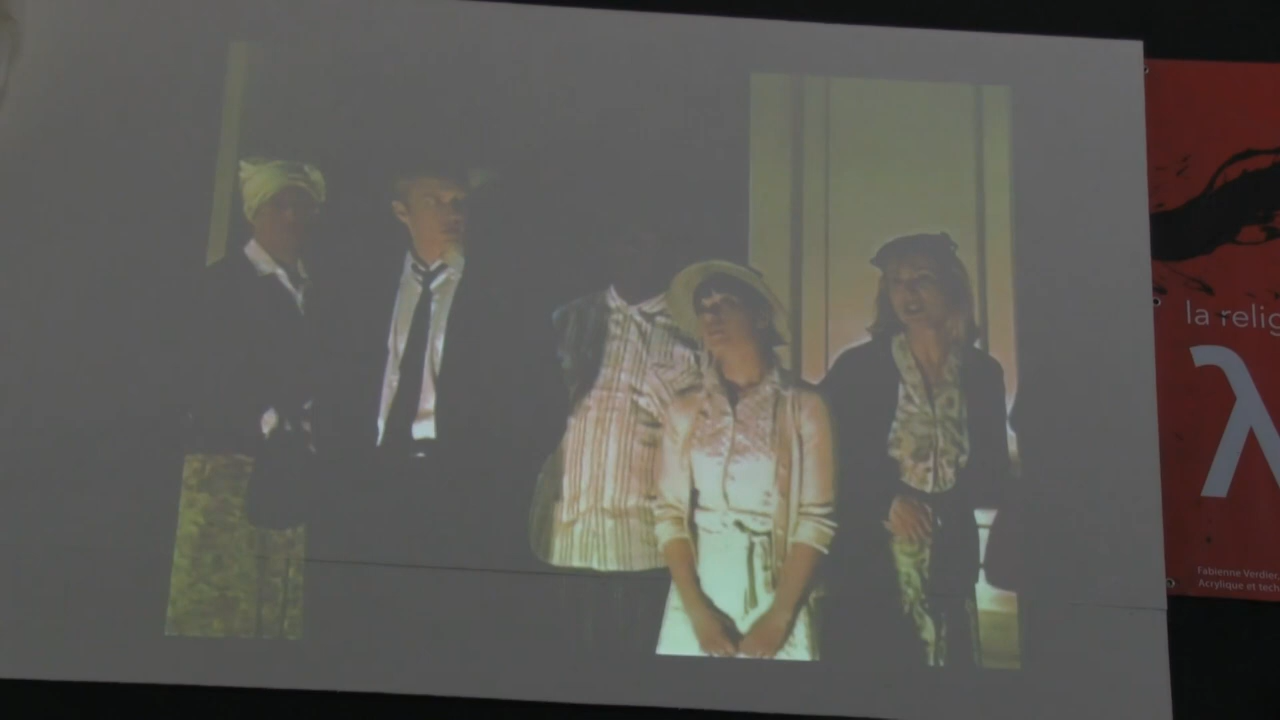 la relig
λ
Fabienne Verdier,
Acrylique et tech